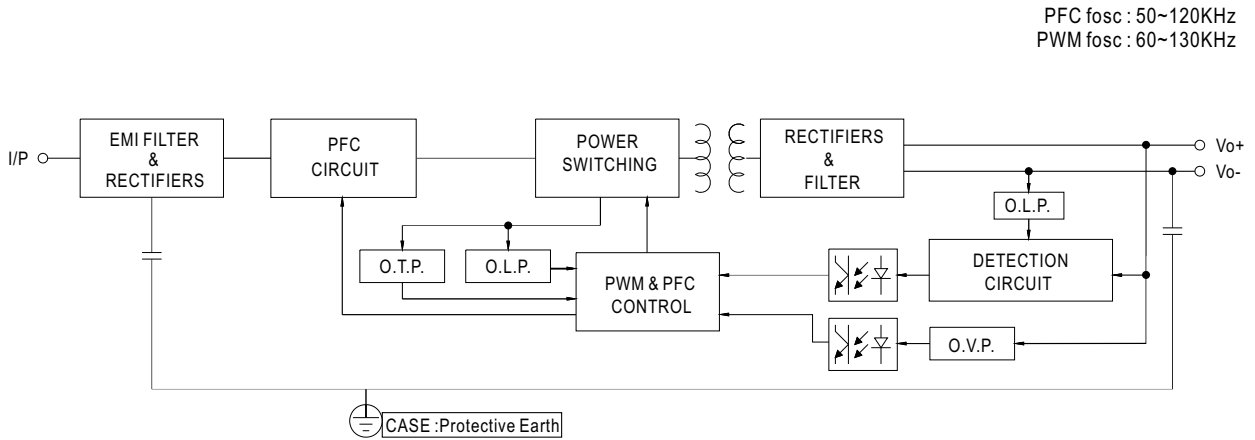 PFC fosc : 50~120KHz
PWM fosc : 60~130KHz
I/P
EMI FILTER
&
RECTIFIERS
PFC
CIRCUIT
POWER
SWITCHING
RECTIFIERS
&
FILTER
Vo+
Vo-
O.L.P.
O.T.P.
O.L.P.
PWM & PFC
CONTROL
DETECTION
CIRCUIT
O.V.P.
CASE :Protective Earth